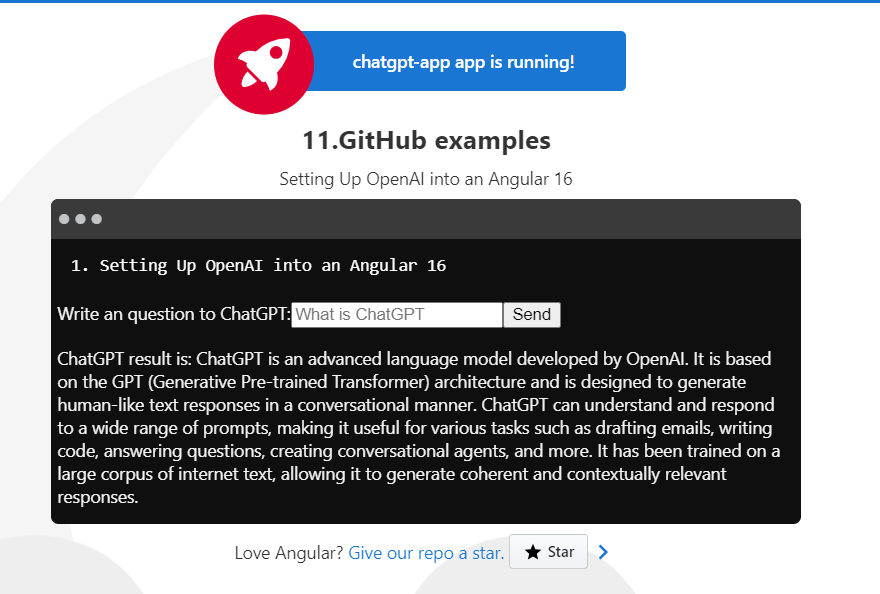 chatgpt-app app is running!
11.GitHub examples
Setting Up OpenAI into an Angular 16
1. Setting Up OpenAI into an Angular 16
Write an question to ChatGPT: What is ChatGPT Send
ChatGPT result is: ChatGPT is an advanced language model developed by OpenAI. It is based
on the GPT (Generative Pre-trained Transformer) architecture and is designed to generate
human-like text responses in a conversational manner. ChatGPT can understand and respond
to a wide range of prompts, making it useful for various tasks such as drafting emails, writing
code, answering questions, creating conversational agents, and more. It has been trained on a
large corpus of internet text, allowing it to generate coherent and contextually relevant
responses.
Love Angular? Give our repo a star. Star